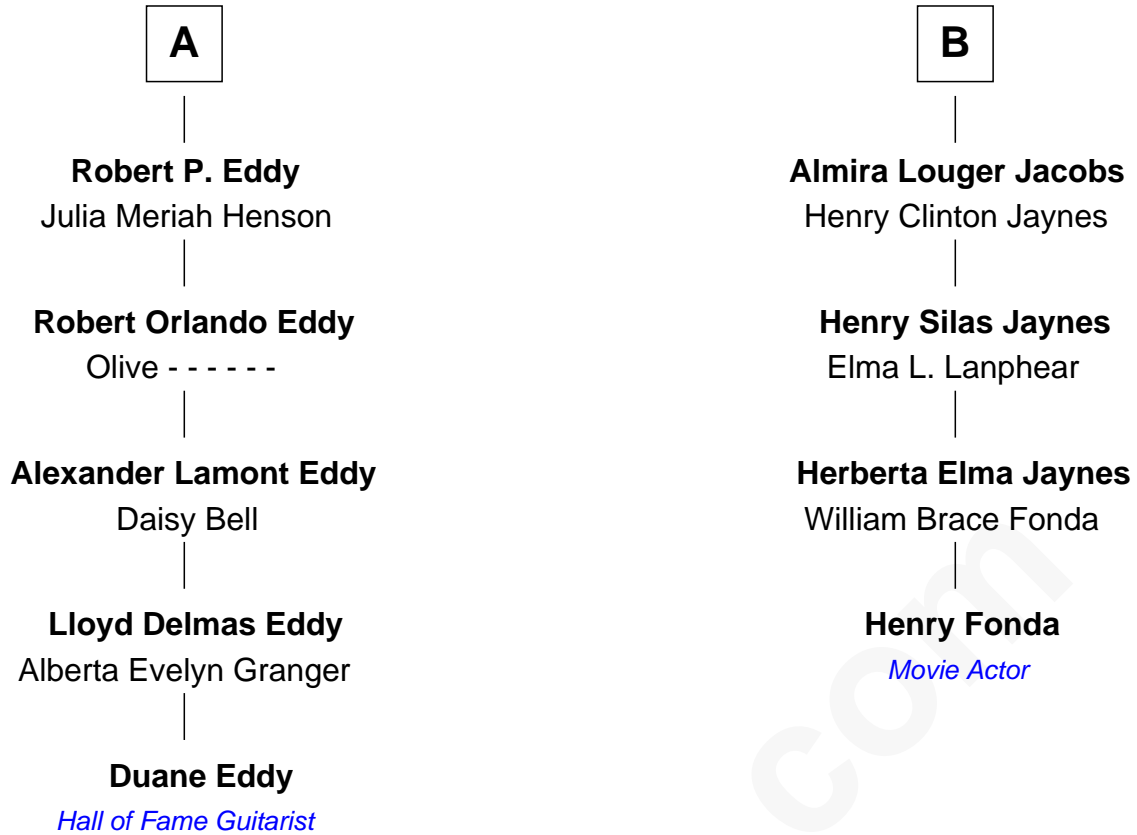 A
Robert P. Eddy
Julia Meriah Henson
Robert Orlando Eddy
Olive - - - - - -
Alexander Lamont Eddy
Daisy Bell
Lloyd Delmas Eddy
Alberta Evelyn Granger
Duane Eddy
Hall of Fame Guitarist
B
Almira Louger Jacobs
Henry Clinton Jaynes
Henry Silas Jaynes
Elma L. Lanphear
Herberta Elma Jaynes
William Brace Fonda
Henry Fonda
Movie Actor
com